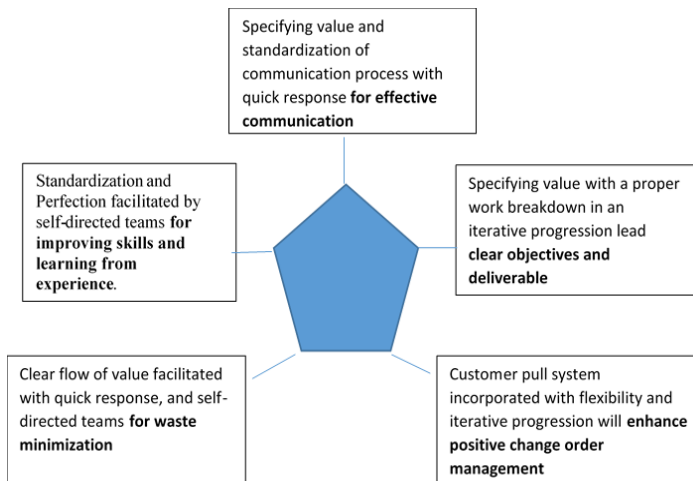 Specifying value and
standardization of
communication process with
quick response for effective
communication
Standardization and
Perfection facilitated by
self-directed teams for
improving skills and
learning from
experience.
Specifying value with a proper
work breakdown in an
iterative progression lead
clear objectives and
deliverable
Clear flow of value facilitated
with quick response, and self-
directed teams for waste
minimization
Customer pull system
incorporated with flexibility and
iterative progression will enhance
positive change order
management